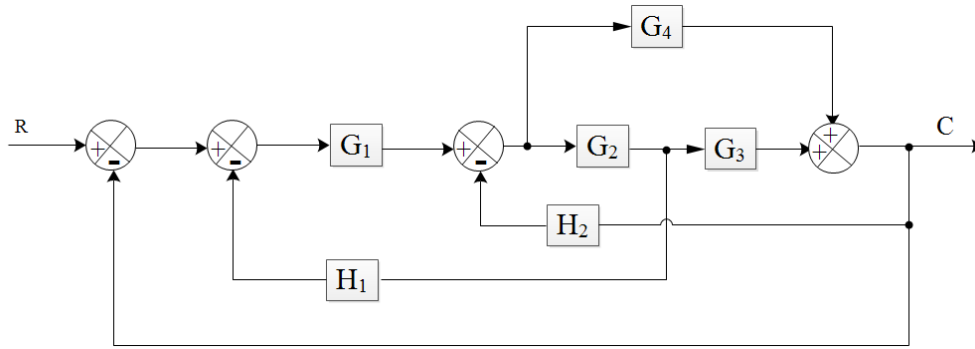 G₄
R
C
+
-
+
-
G₁
+
-
G₂
G₃
+
+
H₂
H₁